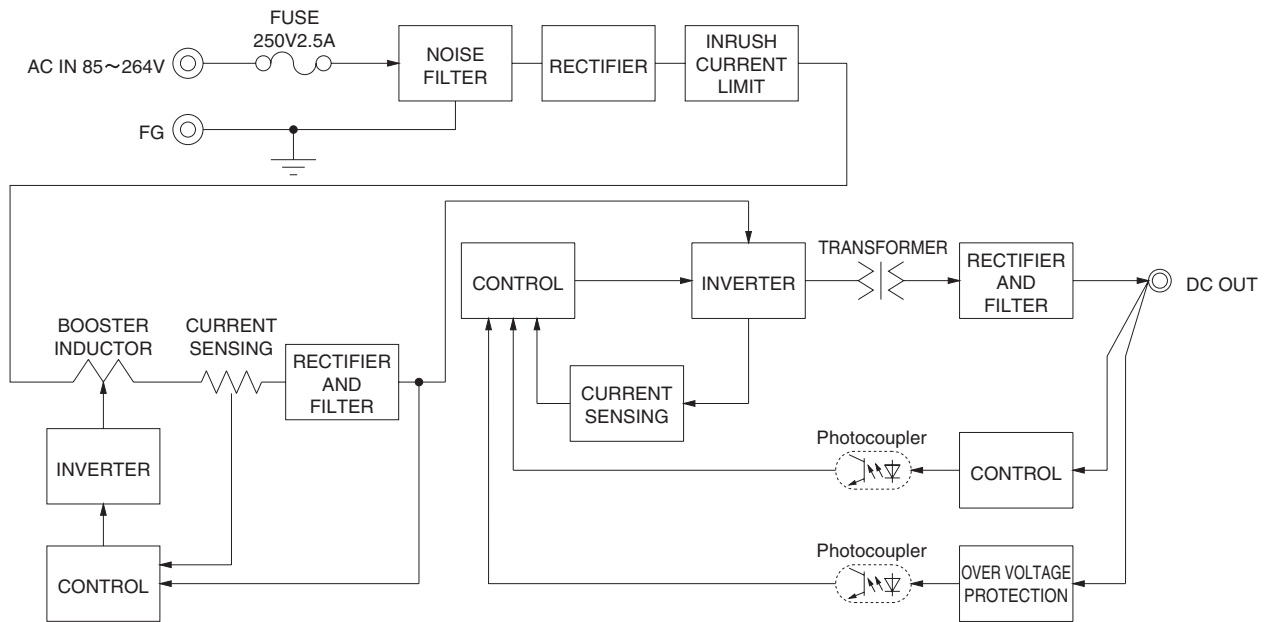 FUSE
250V2.5A
AC IN 85～264V
NOISE
FILTER
RECTIFIER
INRUSH
CURRENT
LIMIT
FG
CONTROL
INVERTER
TRANSFORMER
RECTIFIER
AND
FILTER
DC OUT
BOOSTER
INDUCTOR
CURRENT
SENSING
RECTIFIER
AND
FILTER
CURRENT
SENSING
INVERTER
Photocoupler
CONTROL
CONTROL
Photocoupler
OVER VOLTAGE
PROTECTION